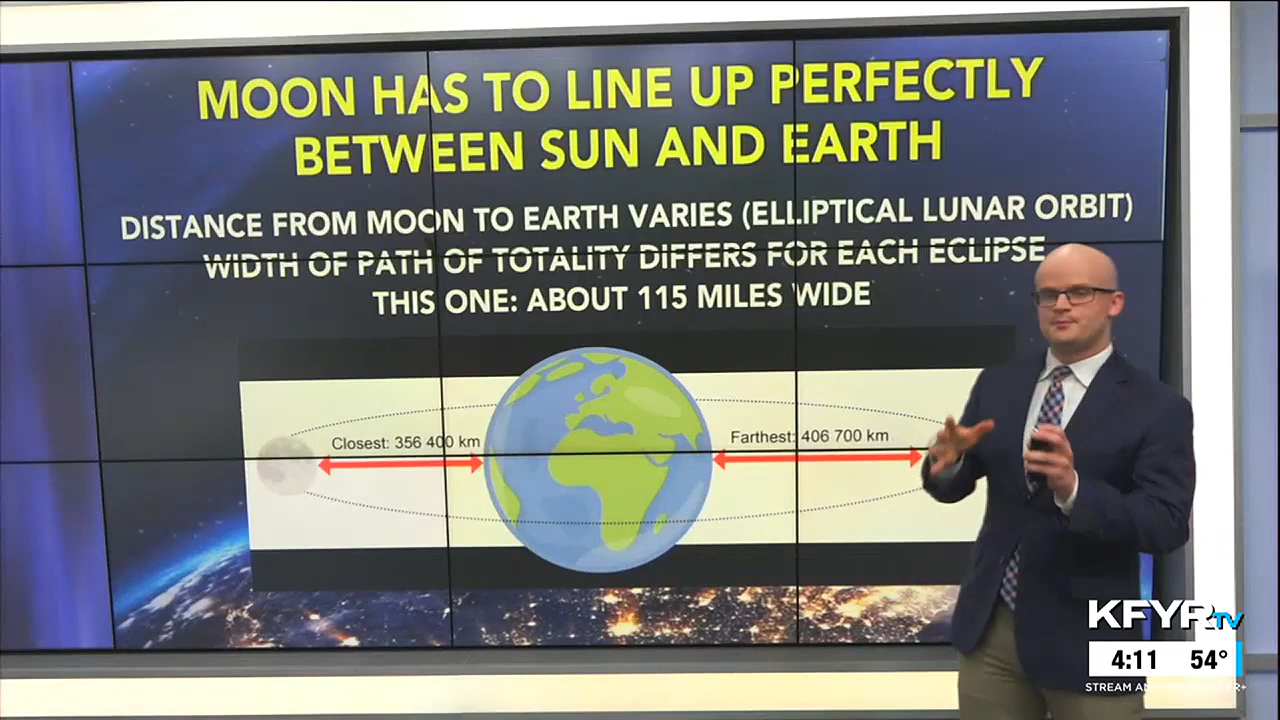 MOON HAS TO LINE UP PERFECTLY
BETWEEN SUN AND EARTH
DISTANCE FROM MOON TO EARTH VARIES (ELLIPTICAL LUNAR ORBIT)
WIDTH OF PATH OF TOTALITY DIFFERS FOR EACH ECLIPSE
THIS ONE: ABOUT 115 MILES WIDE
Closest: 356 400 km
Farthest: 406 700 km
KFYR TV
4:11 54°
STREAM